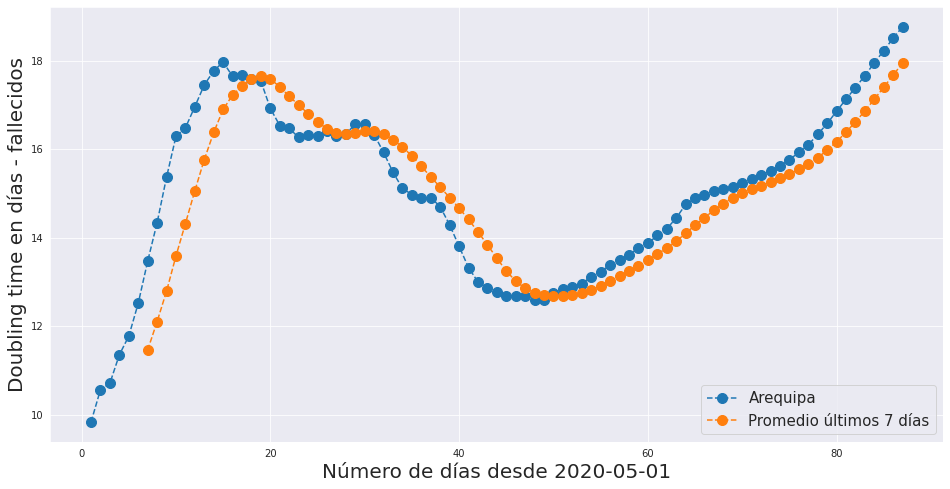 Doubling time en días - fallecidos
18
16
14
12
10
0
20
40
60
80
Número de días desde 2020-05-01
Arequipa
Promedio últimos 7 días